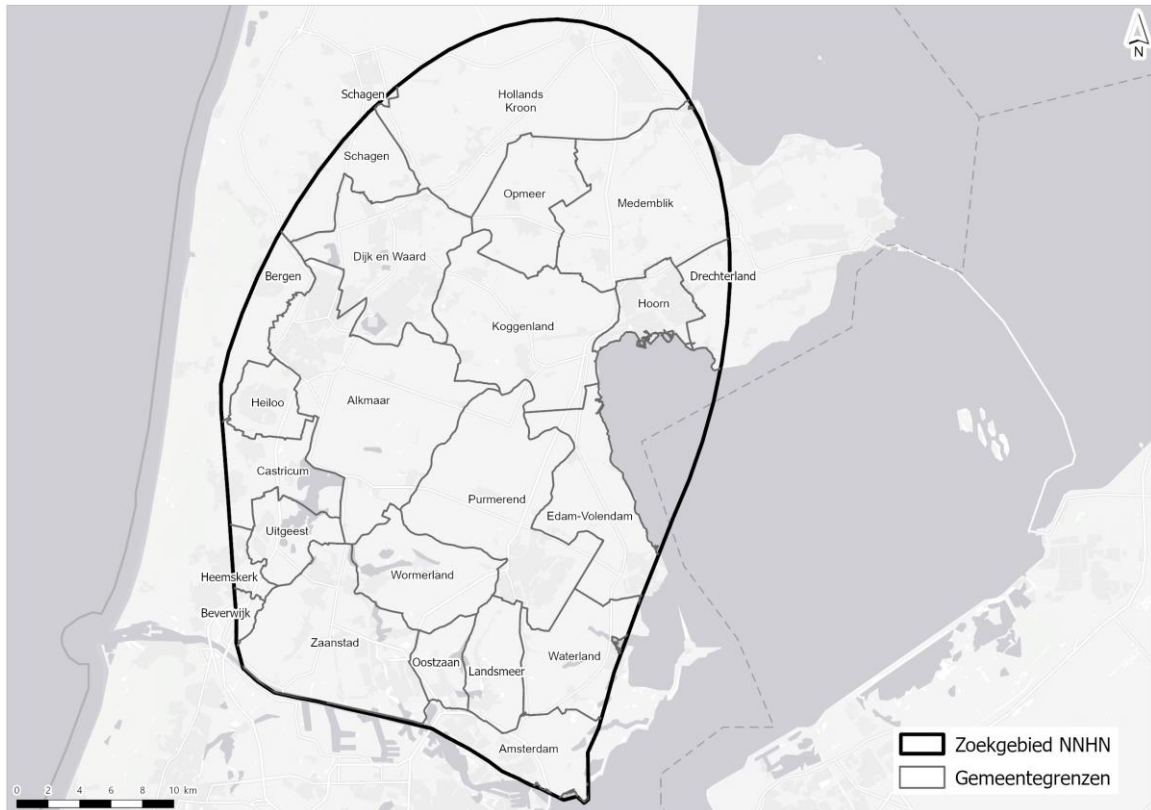 N
Schagen
Hollands
Kroon
Schagen
Opmeer
Medemblik
Dijk en Waard
Bergen
Drechterland
Hoorn
Koggenland
Heiloo
Alkmaar
Castricum
Purmerend
Edam-Volendam
Uitgeest
Wormerland
Heemskerk
Beverwijk
Zaanstad
Oostzaan
Landsmeer
Waterland
Amsterdam
Zoekgebied NNHN
Gemeentegrenzen
0 2 4 6 8 10 km